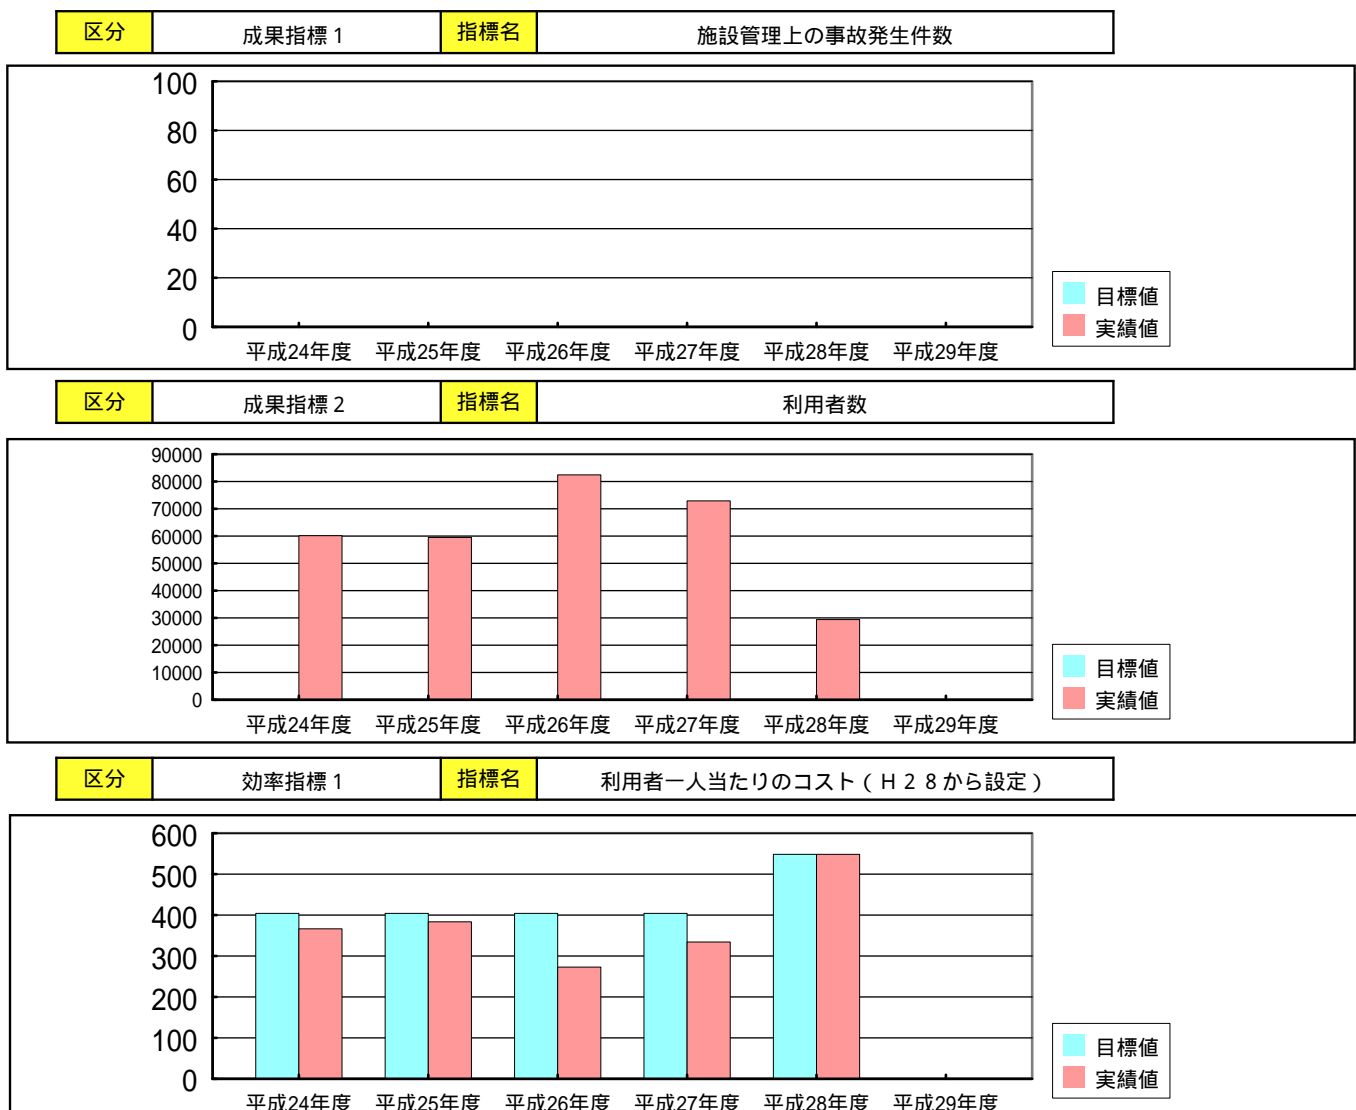 区分 成果指標1 指標名 施設管理上の事故発生件数
100
80
60
40
20
0
平成24年度 平成25年度 平成26年度 平成27年度 平成28年度 平成29年度
目標値
実績値
区分 成果指標2 指標名 利用者数
90000
80000
70000
60000
50000
40000
30000
20000
10000
0
平成24年度 平成25年度 平成26年度 平成27年度 平成28年度 平成29年度
目標値
実績値
区分 効率指標1 指標名 利用者一人当たりのコスト(H28から設定)
600
500
400
300
200
100
0
平成24年度 平成25年度 平成26年度 平成27年度 平成28年度 平成29年度
目標値
実績値